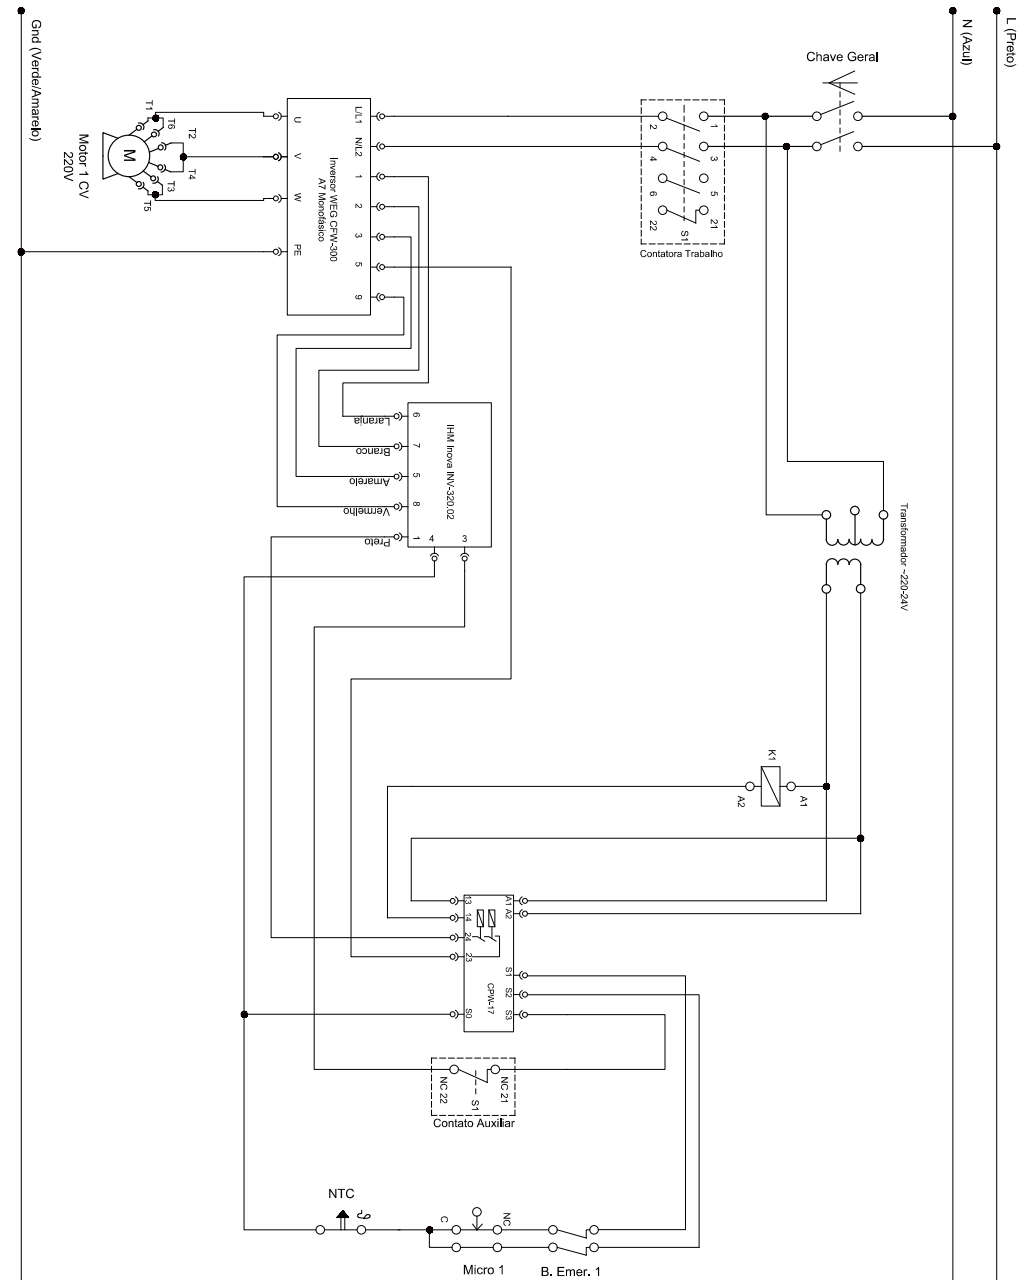 Gnd (Verde/Amarelo)
N (Azul)
L (Preto)
Chave Geral
1
2
3
4
5
6
21
22
S1
Contatora Trabalho
T1
T6
T2
T4
T3
T5
M
Motor 1 CV
220V
U
V
W
PE
Inversor WEG CFW-300
A7 Monofásico
L/L1
N/L2
1
2
3
5
9
IHM Inova INV-320.02
6
7
5
8
1
4
3
Laranja
Branco
Amarelo
Vermelho
Preto
Transformador ~220-24V
K1
A1
A2
13
14
24
23
S0
A1
A2
S1
S2
S3
CPW-17
NC 22
NC 21
S1
Contato Auxiliar
NTC
C
NC
Micro 1
B. Emer. 1